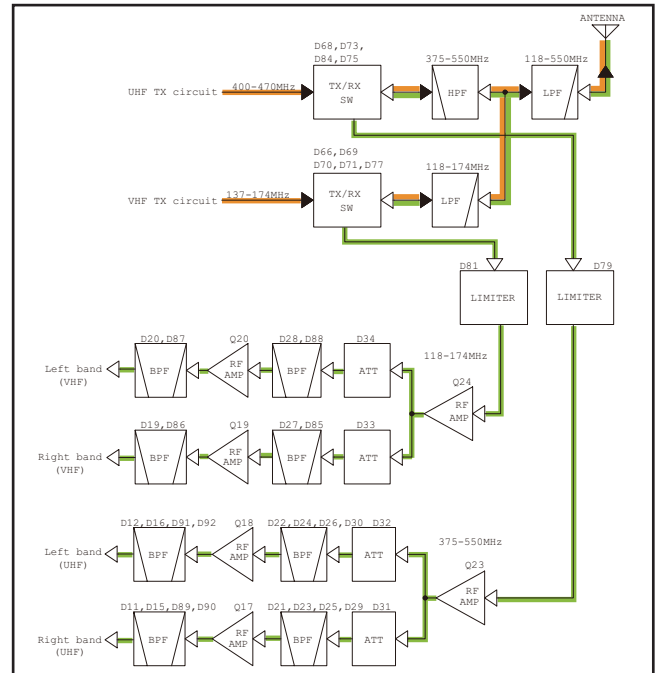 ANTENNA
D68,D73,
D84,D75
375-550MHz
118-550MHz
UHF TX circuit
400-470MHz
TX/RX
SW
HPF
LPF
D66,D69
D70,D71,D77
118-174MHz
VHF TX circuit
137-174MHz
TX/RX
SW
LPF
D81
D79
LIMITER
LIMITER
D20,D87
Q20
D28,D88
D34
118-174MHz
Left band
(VHF)
BPF
RF
AMP
BPF
ATT
Q24
RF
AMP
D19,D86
Q19
D27,D85
D33
Right band
(VHF)
BPF
RF
AMP
BPF
ATT
D12,D16,D91,D92
Q18
D22,D24,D26,D30
D32
375-550MHz
Left band
(UHF)
BPF
RF
AMP
BPF
ATT
Q23
RF
AMP
D11,D15,D89,D90
Q17
D21,D23,D25,D29
D31
Right band
(UHF)
BPF
RF
AMP
BPF
ATT